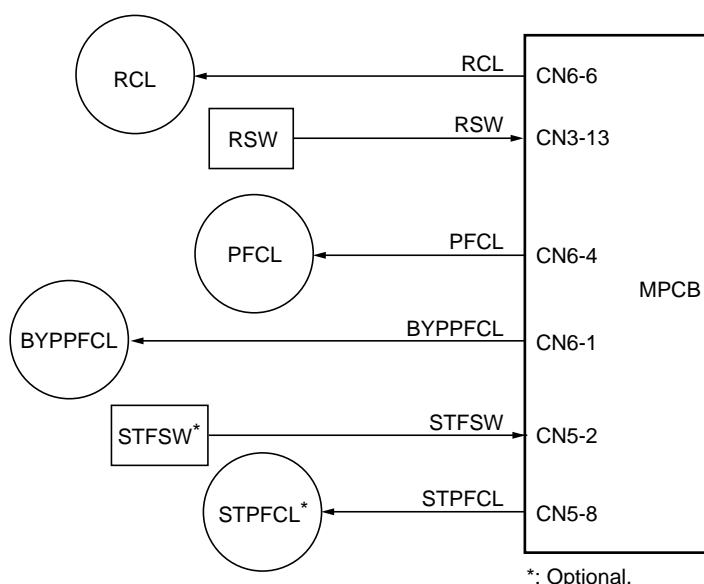 RCL
RCL
CN6-6
RSW
RSW
CN3-13
PFCL
PFCL
CN6-4
MPCB
BYPPFCL
BYPPFCL
CN6-1
STFSW*
STFSW
CN5-2
STPFCL*
STPFCL
CN5-8
*: Optional.